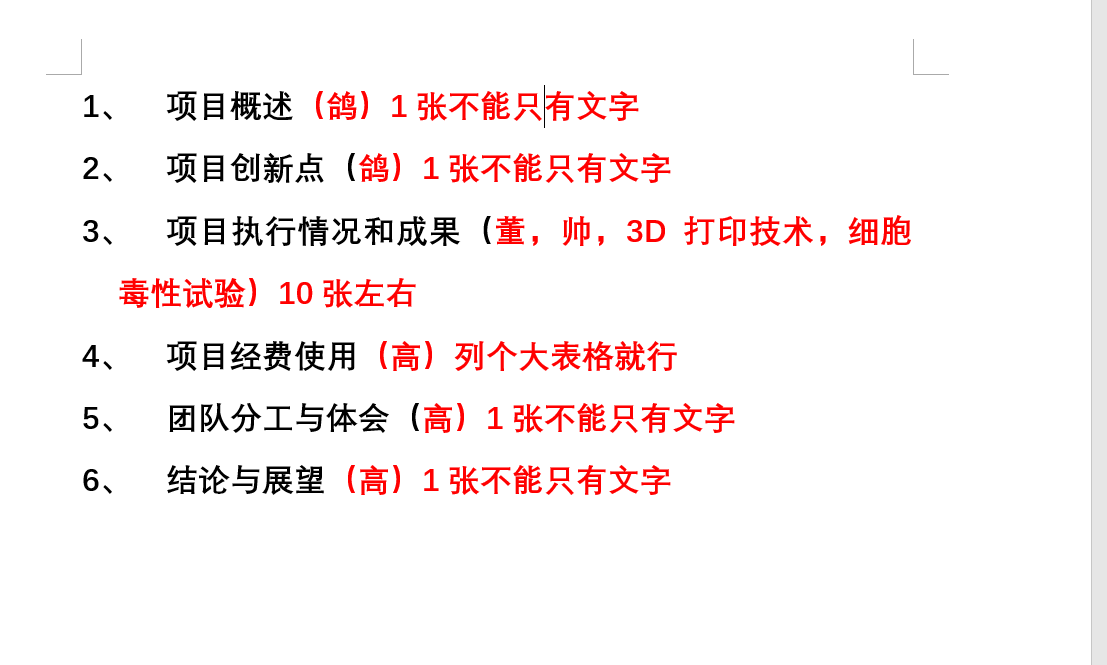 1、 项目概述（鸽）1 张不能只有文字
2、 项目创新点（鸽）1 张不能只有文字
3、 项目执行情况和成果（董，帅，3D 打印技术，细胞
毒性试验）10 张左右
4、 项目经费使用（高）列个大表格就行
5、 团队分工与体会（高）1 张不能只有文字
6、 结论与展望（高）1 张不能只有文字